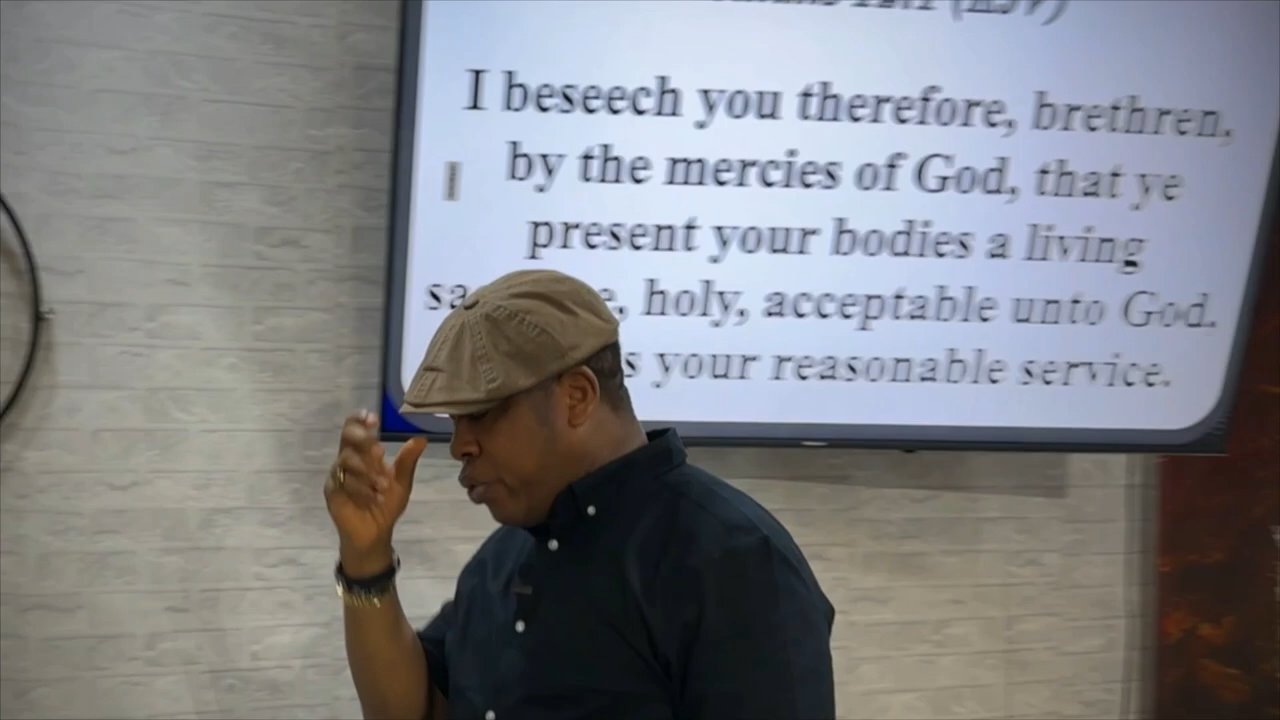 I beseech you therefore, brethren,
by the mercies of God, that ye
present your bodies a living
holy, acceptable unto God.
your reasonable service.